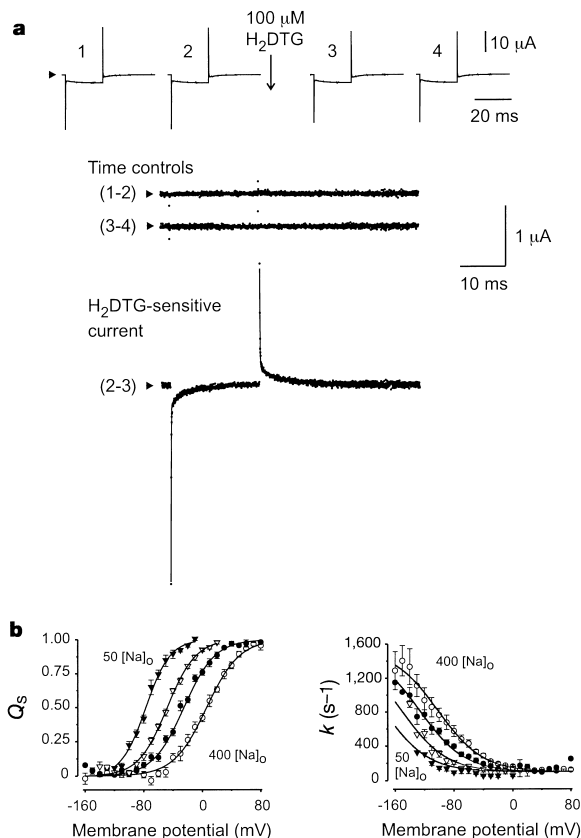 a
100 μM
H₂DTG
1 2 3 4
10 μA
20 ms
Time controls
(1-2)
(3-4)
1 μA
10 ms
H₂DTG-sensitive
current
(2-3)
b
1.00
0.75
0.50
0.25
0
Qs
50 [Na]O
400 [Na]O
-160 -80 0 80
Membrane potential (mV)
1,600
1,200
800
400
0
k (s–1)
400 [Na]O
50
[Na]O
-160 -80 0 80
Membrane potential (mV)